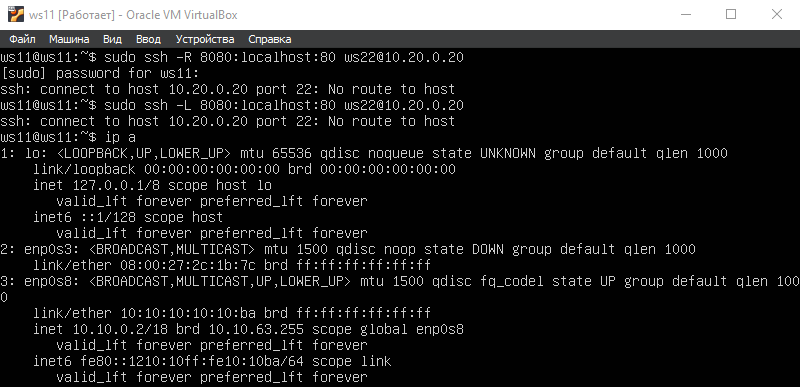 ws11 [Работает] - Oracle VM VirtualBox
Файл Машина Вид Ввод Устройства Справка
ws11@ws11:~$ sudo ssh -R 8080:localhost:80 ws22@10.20.0.20
[sudo] password for ws11:
ssh: connect to host 10.20.0.20 port 22: No route to host
ws11@ws11:~$ sudo ssh -L 8080:localhost:80 ws22@10.20.0.20
ssh: connect to host 10.20.0.20 port 22: No route to host
ws11@ws11:~$ ip a
1: lo: <LOOPBACK,UP,LOWER_UP> mtu 65536 qdisc noqueue state UNKNOWN group default qlen 1000
    link/loopback 00:00:00:00:00:00 brd 00:00:00:00:00:00
    inet 127.0.0.1/8 scope host lo
       valid_lft forever preferred_lft forever
    inet6 ::1/128 scope host
       valid_lft forever preferred_lft forever
2: enp0s3: <BROADCAST,MULTICAST> mtu 1500 qdisc noop state DOWN group default qlen 1000
    link/ether 08:00:27:2c:1b:7c brd ff:ff:ff:ff:ff:ff
3: enp0s8: <BROADCAST,MULTICAST,UP,LOWER_UP> mtu 1500 qdisc fq_codel state UP group default qlen 100
0
    link/ether 10:10:10:10:10:ba brd ff:ff:ff:ff:ff:ff
    inet 10.10.0.2/18 brd 10.10.63.255 scope global enp0s8
       valid_lft forever preferred_lft forever
    inet6 fe80::1210:10ff:fe10:10ba/64 scope link
       valid_lft forever preferred_lft forever